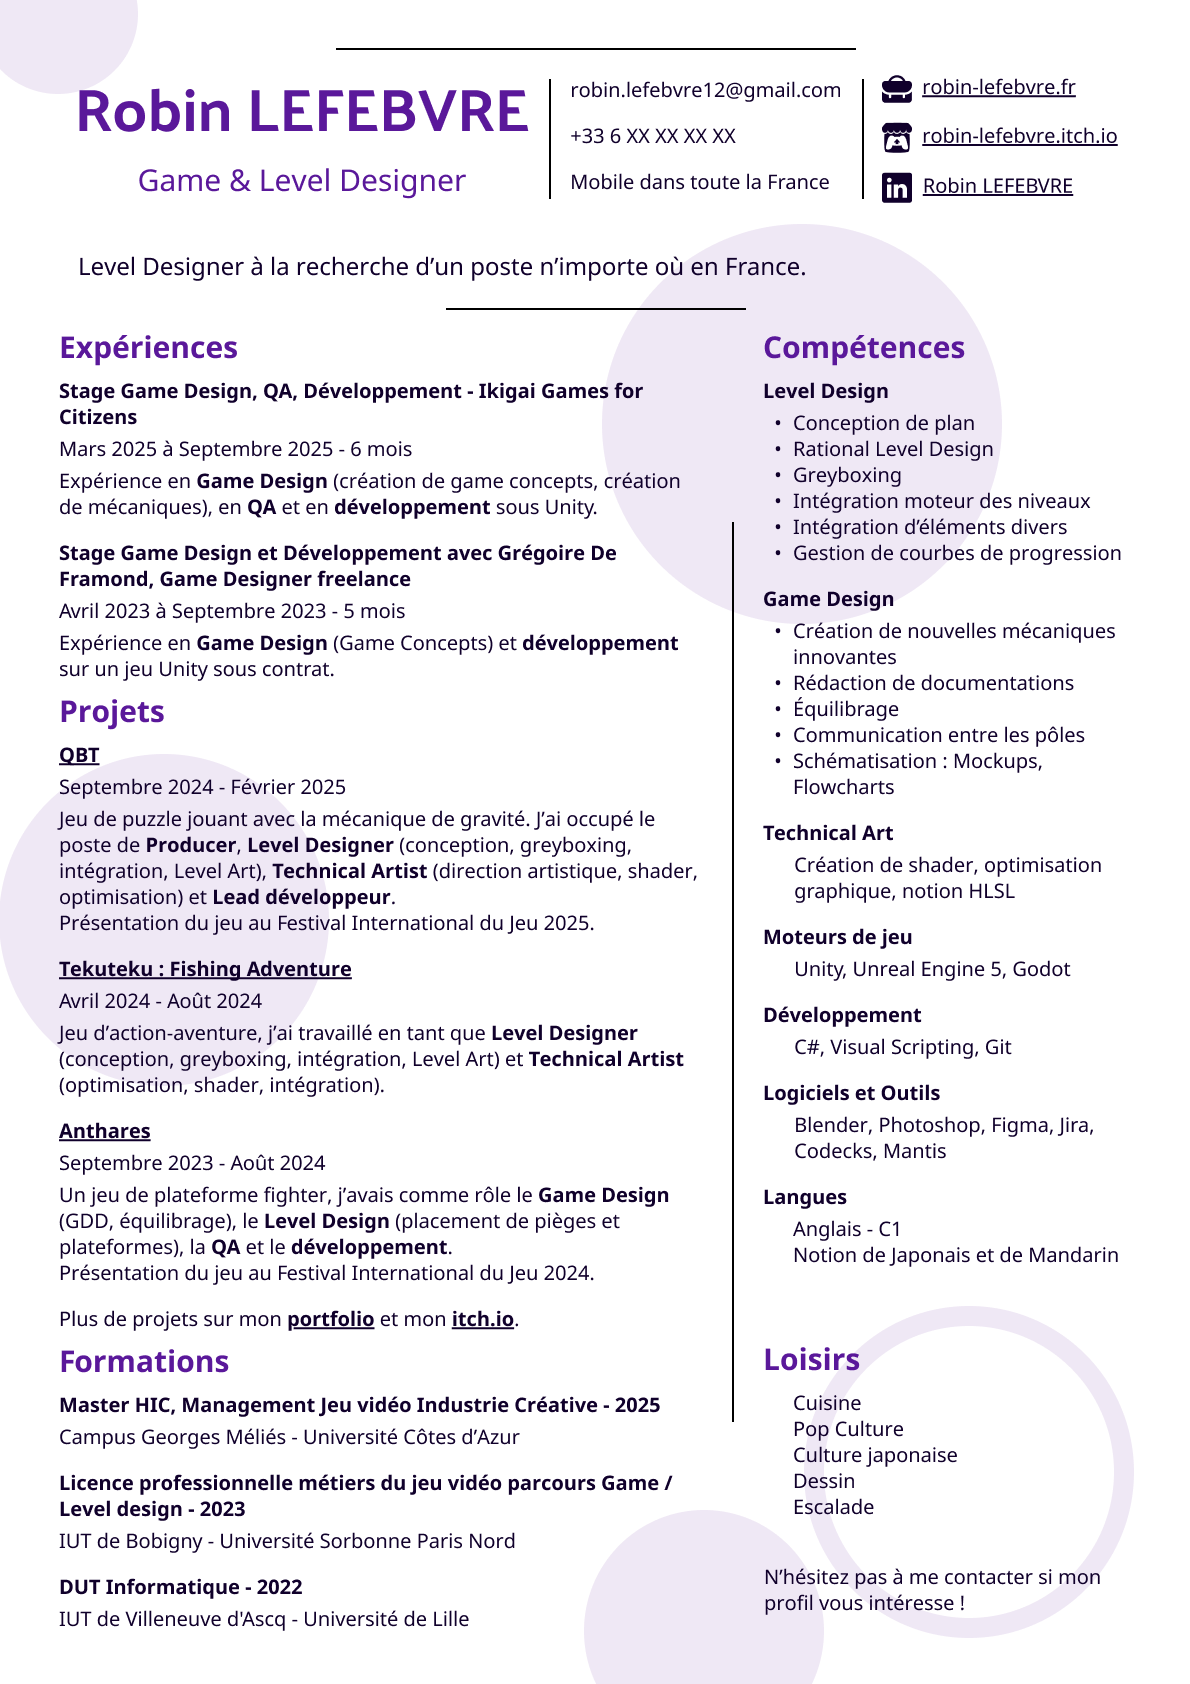 Robin LEFEBVRE
Game & Level Designer
robin.lefebvre12@gmail.com
+33 6 XX XX XX XX
Mobile dans toute la France
robin-lefebvre.fr
robin-lefebvre.itch.io
Robin LEFEBVRE
Level Designer à la recherche d’un poste n’importe où en France.
Expériences
Stage Game Design, QA, Développement - Ikigai Games for
Citizens
Mars 2025 à Septembre 2025 - 6 mois
Expérience en Game Design (création de game concepts, création
de mécaniques), en QA et en développement sous Unity.
Stage Game Design et Développement avec Grégoire De
Framond, Game Designer freelance
Avril 2023 à Septembre 2023 - 5 mois
Expérience en Game Design (Game Concepts) et développement
sur un jeu Unity sous contrat.
Projets
QBT
Septembre 2024 - Février 2025
Jeu de puzzle jouant avec la mécanique de gravité. J’ai occupé le
poste de Producer, Level Designer (conception, greyboxing,
intégration, Level Art), Technical Artist (direction artistique, shader,
optimisation) et Lead développeur.
Présentation du jeu au Festival International du Jeu 2025.
Tekuteku : Fishing Adventure
Avril 2024 - Août 2024
Jeu d’action-aventure, j’ai travaillé en tant que Level Designer
(conception, greyboxing, intégration, Level Art) et Technical Artist
(optimisation, shader, intégration).
Anthares
Septembre 2023 - Août 2024
Un jeu de plateforme fighter, j’avais comme rôle le Game Design
(GDD, équilibrage), le Level Design (placement de pièges et
plateformes), la QA et le développement.
Présentation du jeu au Festival International du Jeu 2024.
Plus de projets sur mon portfolio et mon itch.io.
Formations
Master HIC, Management Jeu vidéo Industrie Créative - 2025
Campus Georges Méliés - Université Côtes d’Azur
Licence professionnelle métiers du jeu vidéo parcours Game /
Level design - 2023
IUT de Bobigny - Université Sorbonne Paris Nord
DUT Informatique - 2022
IUT de Villeneuve d'Ascq - Université de Lille
Compétences
Level Design
• Conception de plan
• Rational Level Design
• Greyboxing
• Intégration moteur des niveaux
• Intégration d’éléments divers
• Gestion de courbes de progression
Game Design
• Création de nouvelles mécaniques
innovantes
• Rédaction de documentations
• Équilibrage
• Communication entre les pôles
• Schématisation : Mockups,
Flowcharts
Technical Art
Création de shader, optimisation
graphique, notion HLSL
Moteurs de jeu
Unity, Unreal Engine 5, Godot
Développement
C#, Visual Scripting, Git
Logiciels et Outils
Blender, Photoshop, Figma, Jira,
Codecks, Mantis
Langues
Anglais - C1
Notion de Japonais et de Mandarin
Loisirs
Cuisine
Pop Culture
Culture japonaise
Dessin
Escalade
N’hésitez pas à me contacter si mon
profil vous intéresse !